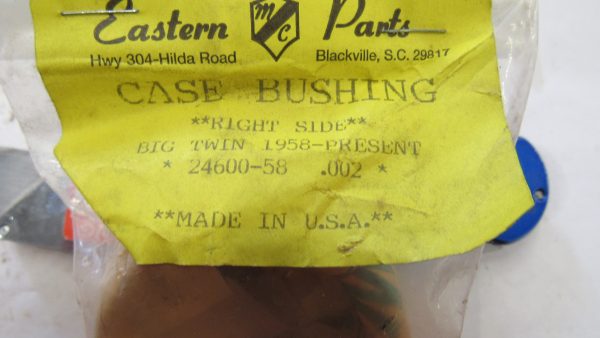 Eastern MC Parts
Hwy 304-Hilda Road Blackville, S.C. 29817
CASE BUSHING
**RIGHT SIDE**
BIG TWIN 1958-PRESENT
* 24600-58 .002 *
**MADE IN U.S.A.**